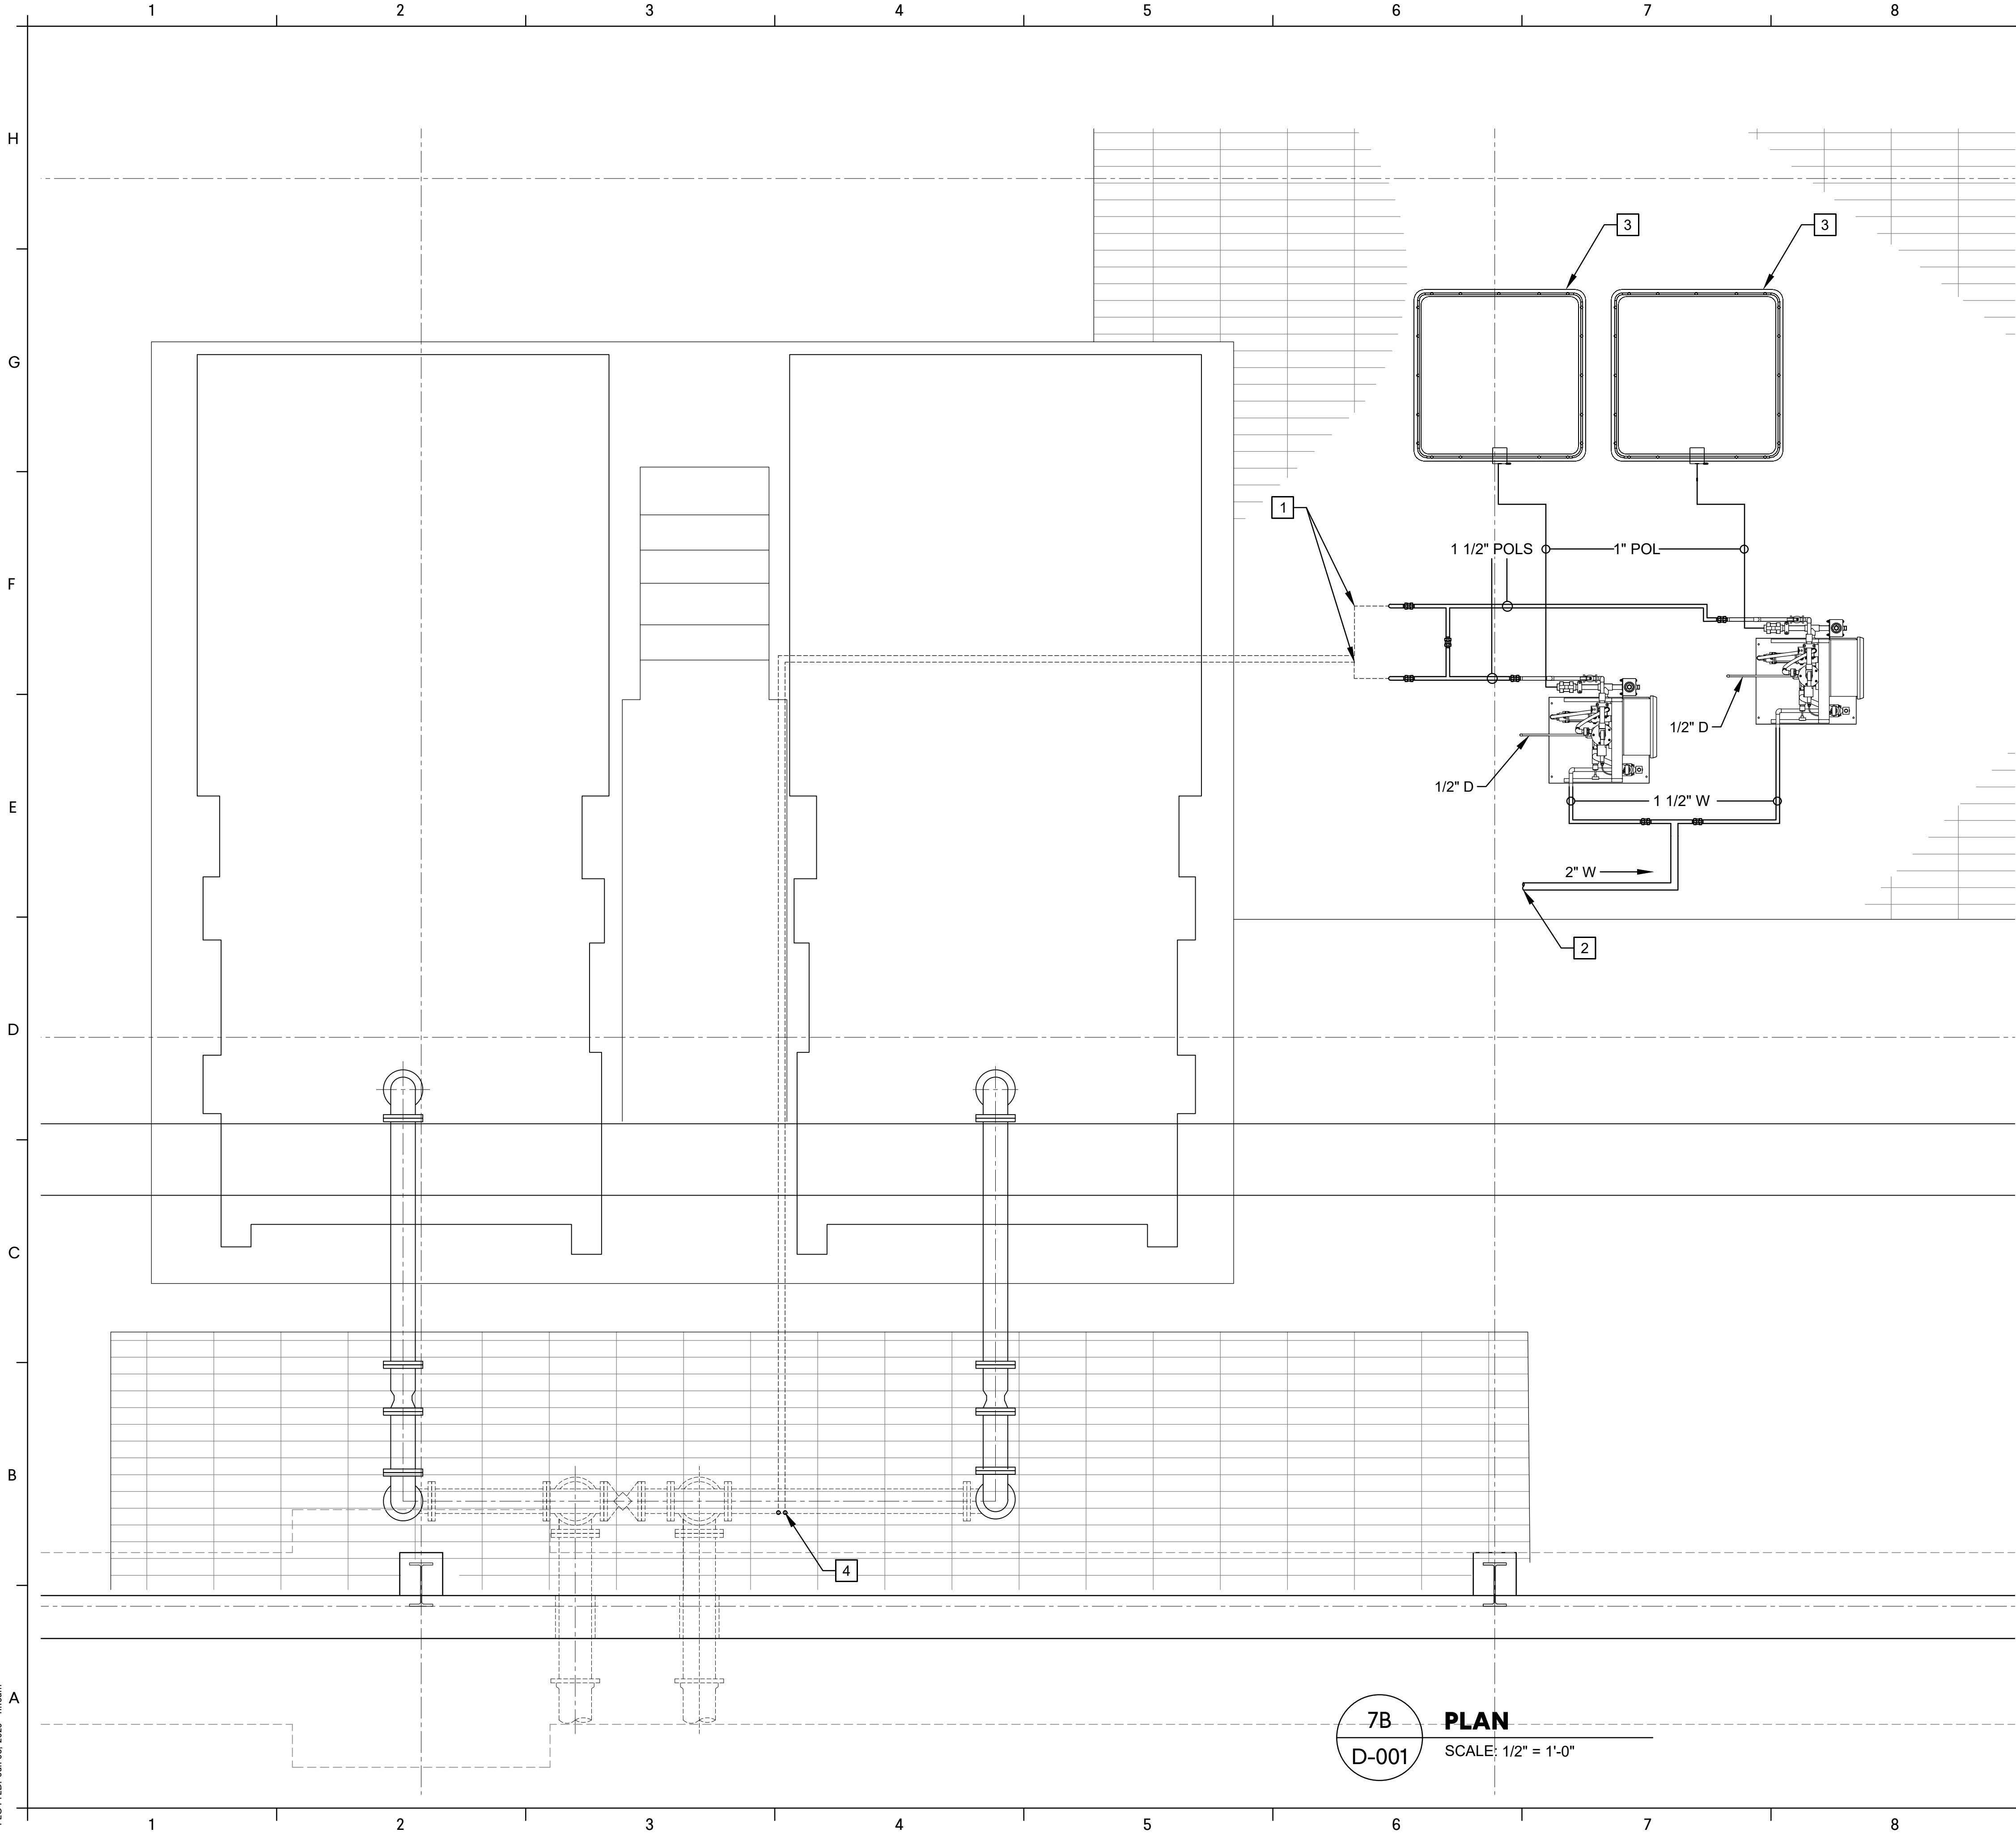 1 2 3 4 5 6 7 8
H
3 3
G
1
1 1/2" POLS 1" POL
F
1/2" D
1/2" D
E
1 1/2" W
2" W
2
D
C
B
4
A
7B PLAN
D-001 SCALE: 1/2" = 1'-0"
1 2 3 4 5 6 7 8